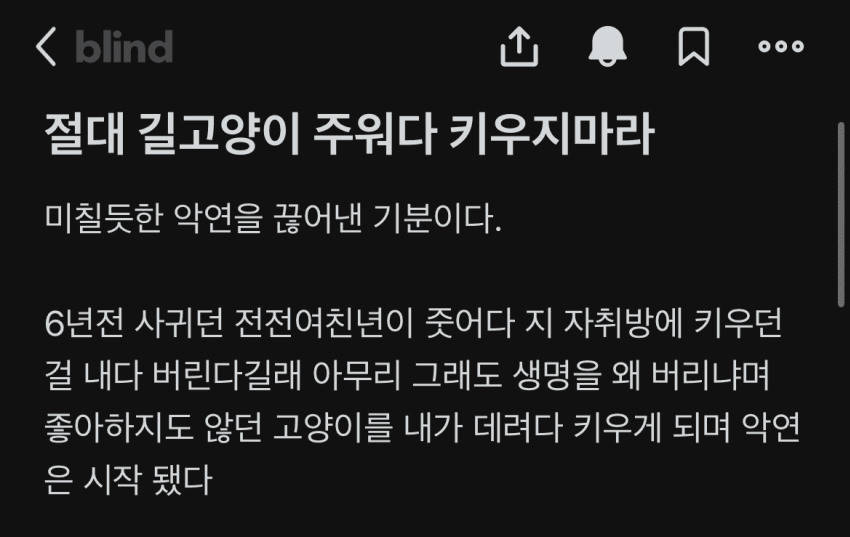 blind
절대 길고양이 주워다 키우지마라
미칠듯한 악연을 끊어낸 기분이다.
6년전 사귀던 전전여친년이 줏어다 지 자취방에 키우던
걸 내다 버린다길래 아무리 그래도 생명을 왜 버리냐며
좋아하지도 않던 고양이를 내가 데려다 키우게 되며 악연
은 시작 됐다